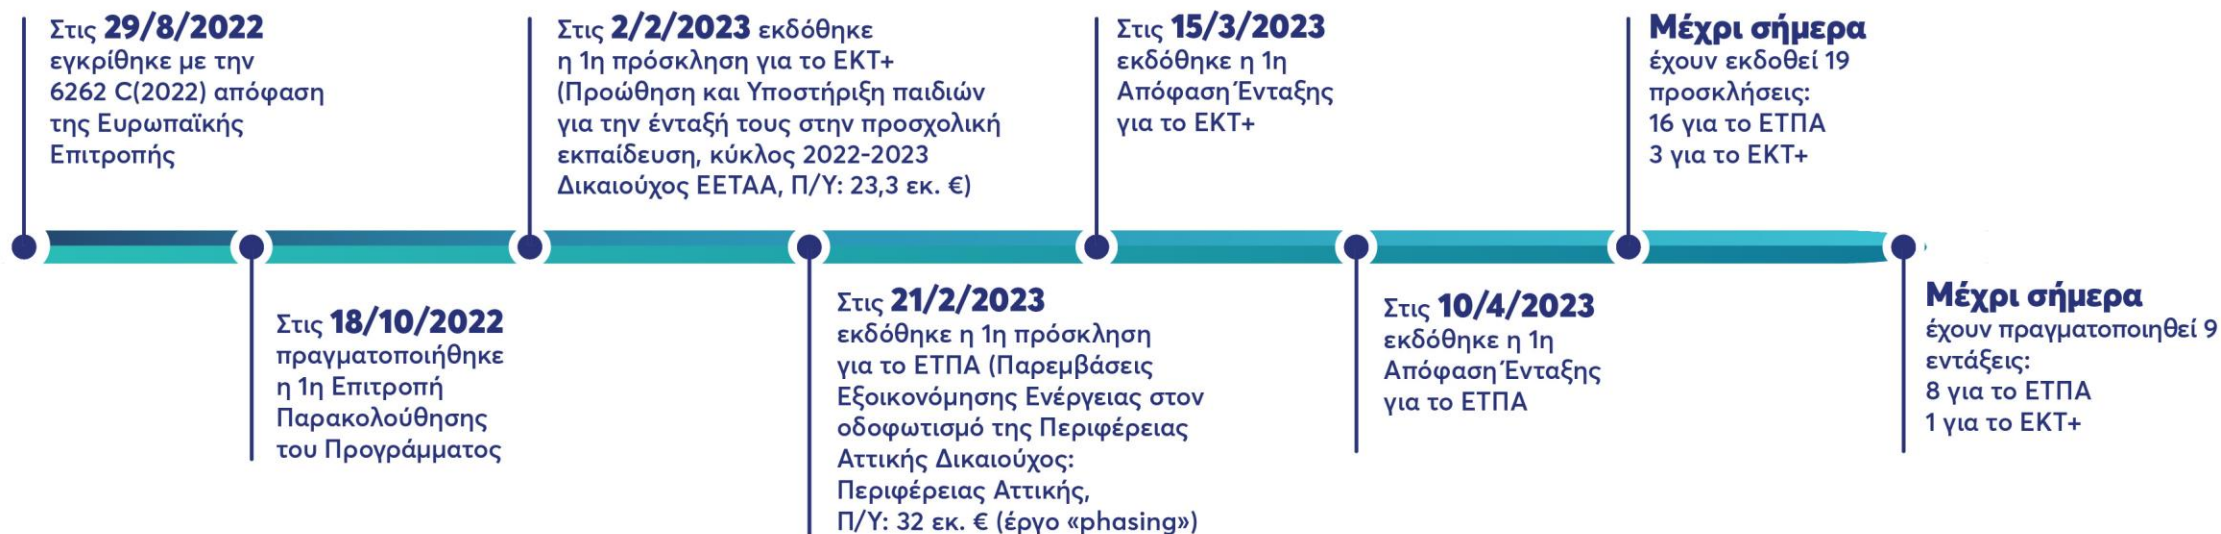 Στις 29/8/2022
εγκρίθηκε με την
6262 C(2022) απόφαση
της Ευρωπαϊκής
Επιτροπής
Στις 18/10/2022
πραγματοποιήθηκε
η 1η Επιτροπή
Παρακολούθησης
του Προγράμματος
Στις 2/2/2023 εκδόθηκε
η 1η πρόσκληση για το ΕΚΤ+
(Προώθηση και Υποστήριξη παιδιών
για την ένταξή τους στην προσχολική
εκπαίδευση, κύκλος 2022-2023
Δικαιούχος ΕΕΤΑΑ, Π/Υ: 23,3 εκ. €)
Στις 21/2/2023
εκδόθηκε η 1η πρόσκληση
για το ΕΤΠΑ (Παρεμβάσεις
Εξοικονόμησης Ενέργειας στον
οδοφωτισμό της Περιφέρειας
Αττικής Δικαιούχος:
Περιφέρειας Αττικής,
Π/Υ: 32 εκ. € (έργο «phasing»)
Στις 15/3/2023
εκδόθηκε η 1η
Απόφαση Ένταξης
για το ΕΚΤ+
Στις 10/4/2023
εκδόθηκε η 1η
Απόφαση Ένταξης
για το ΕΤΠΑ
Μέχρι σήμερα
έχουν εκδοθεί 19
προσκλήσεις:
16 για το ΕΤΠΑ
3 για το ΕΚΤ+
Μέχρι σήμερα
έχουν πραγματοποιηθεί 9
εντάξεις:
8 για το ΕΤΠΑ
1 για το ΕΚΤ+